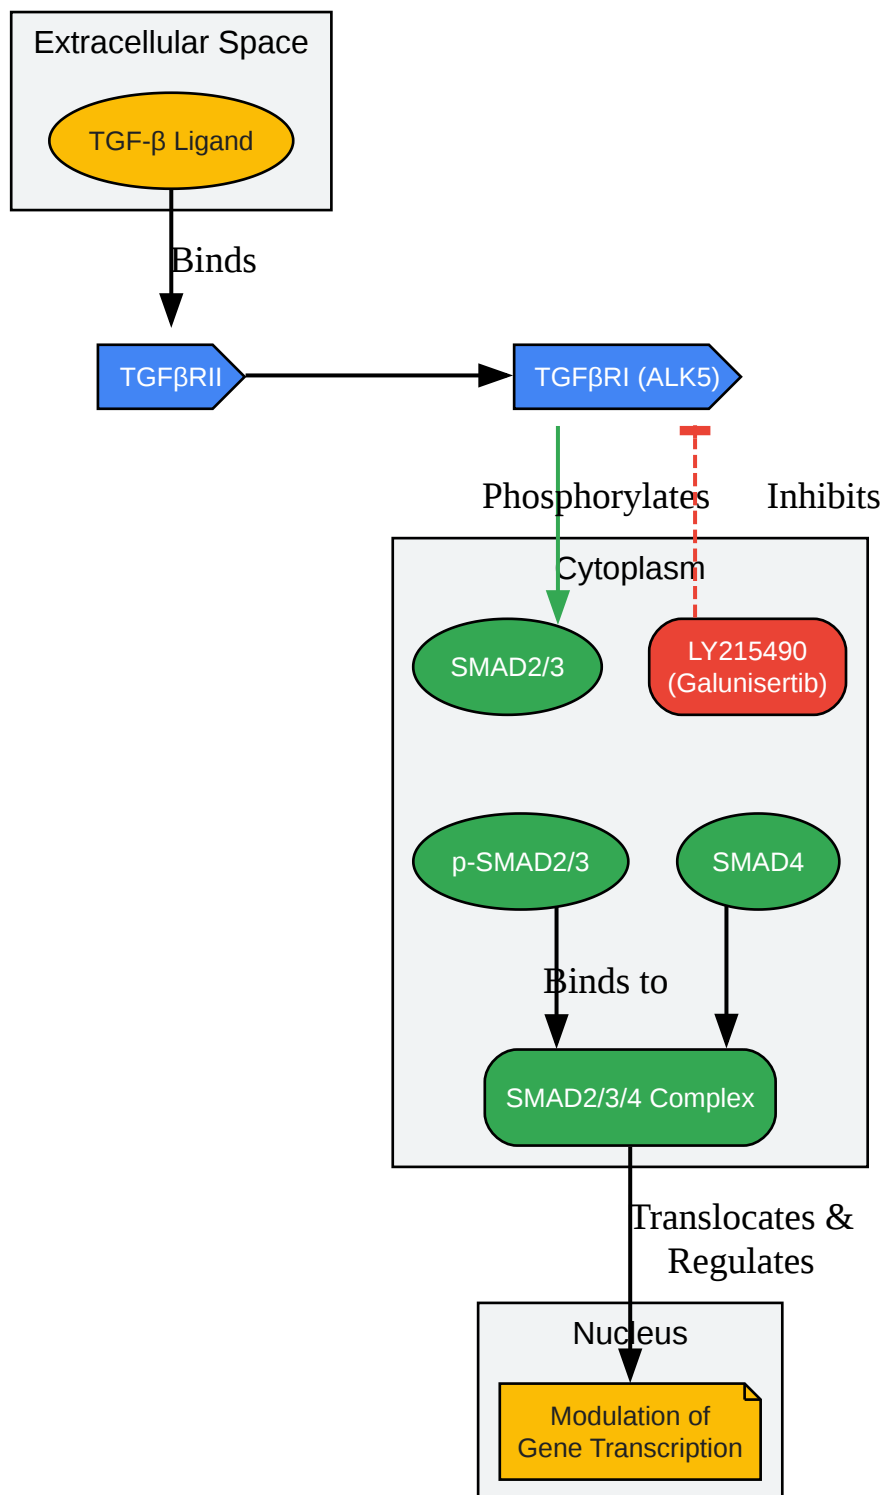 Extracellular Space
TGF-β Ligand
Binds
TGFβRII
TGFβRI (ALK5)
Phosphorylates
Inhibits
Cytoplasm
SMAD2/3
LY215490
(Galunisertib)
p-SMAD2/3
SMAD4
Binds to
SMAD2/3/4 Complex
Translocates &
Regulates
Nucleus
Modulation of
Gene Transcription